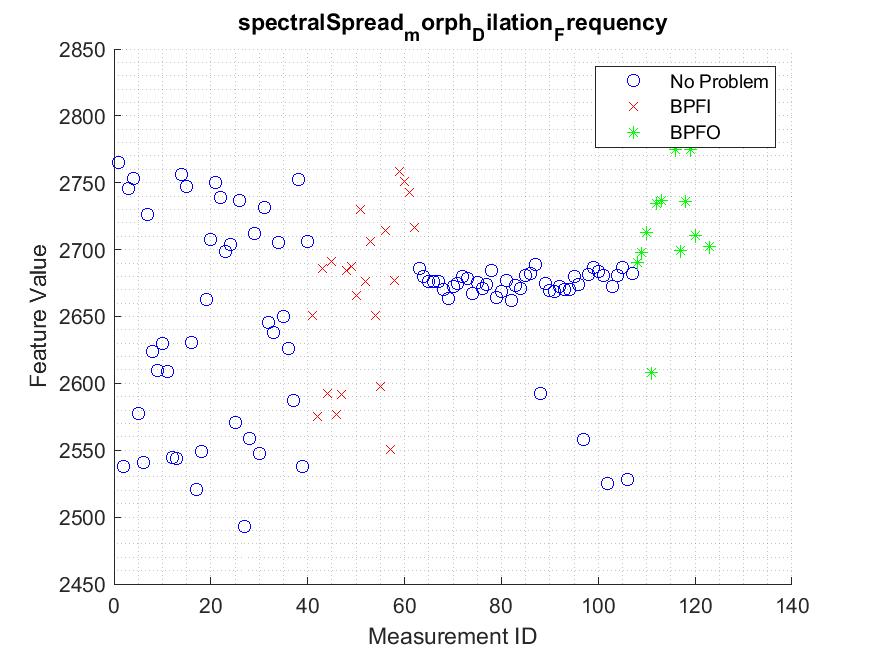 spectralSpread_morph_Dilation_Frequency
2850
2800
2750
2700
2650
2600
2550
2500
2450
Feature Value
No Problem
BPFI
BPFO
0 20 40 60 80 100 120 140
Measurement ID